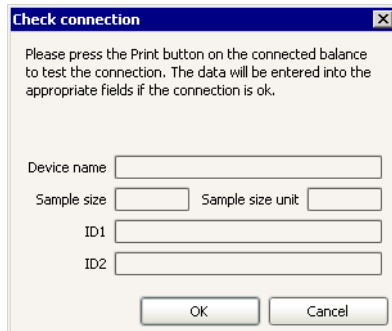 Check connection
Please press the Print button on the connected balance
to test the connection. The data will be entered into the
appropriate fields if the connection is ok.
Device name
Sample size Sample size unit
ID1
ID2
OK Cancel